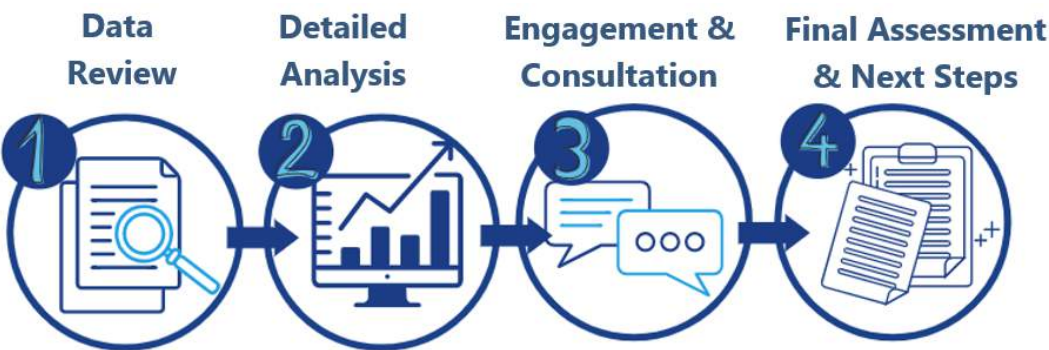 Data
Review
Detailed
Analysis
Engagement &
Consultation
Final Assessment
& Next Steps
1
2
3
4